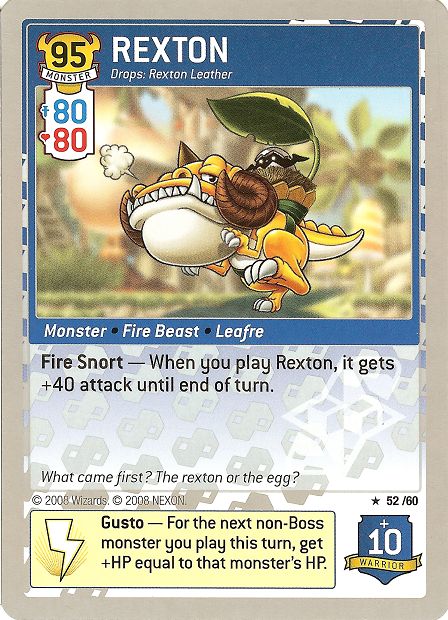 95
MONSTER
REXTON
Drops: Rexton Leather
80
80
Monster • Fire Beast • Leafre
Fire Snort — When you play Rexton, it gets
+40 attack until end of turn.
What came first? The rexton or the egg?
© 2008 Wizards. © 2008 NEXON.
★ 52 /60
Gusto — For the next non-Boss
monster you play this turn, get
+HP equal to that monster's HP.
+
10
WARRIOR